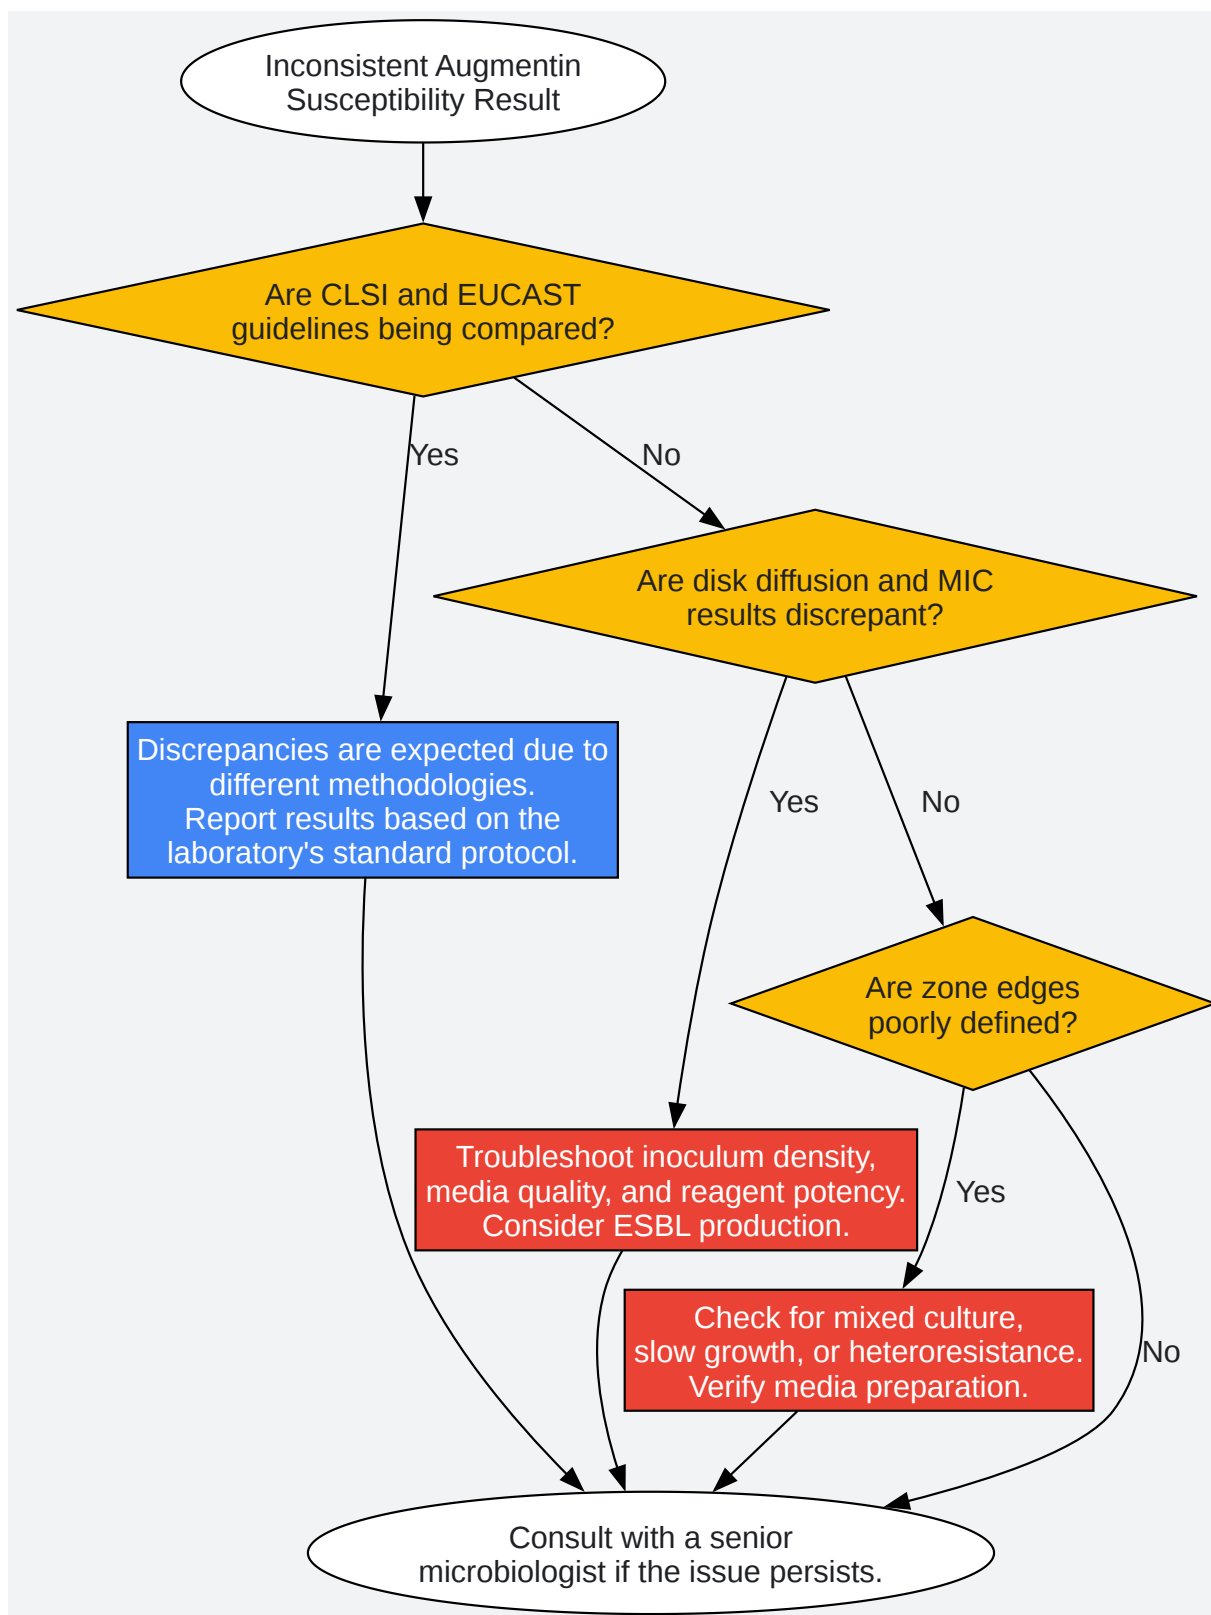 Inconsistent Augmentin
Susceptibility Result
Are CLSI and EUCAST
guidelines being compared?
Yes
No
Are disk diffusion and MIC
results discrepant?
Discrepancies are expected due to
different methodologies.
Report results based on the
laboratory's standard protocol.
Yes
No
Are zone edges
poorly defined?
Troubleshoot inoculum density,
media quality, and reagent potency.
Consider ESBL production.
Yes
Check for mixed culture,
slow growth, or heteroresistance.
Verify media preparation.
No
Consult with a senior
microbiologist if the issue persists.